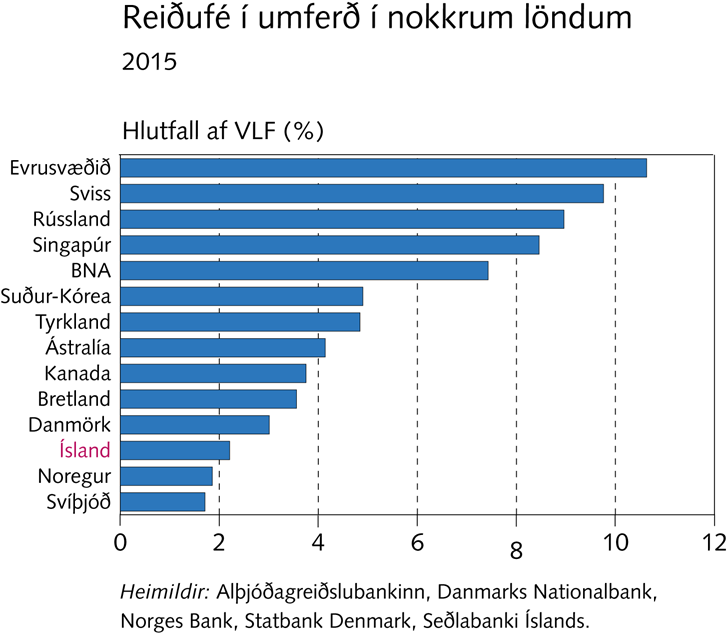 Reiðufé í umferð í nokkrum löndum
2015
Hlutfall af VLF (%)
Evrusvæðið
Sviss
Rússland
Singapúr
BNA
Suður-Kórea
Tyrkland
Ástralía
Kanada
Bretland
Danmörk
Ísland
Noregur
Svíþjóð
0 2 4 6 8 10 12
Heimildir: Alþjóðagreiðslubankinn, Danmarks Nationalbank,
Norges Bank, Statbank Denmark, Seðlabanki Íslands.